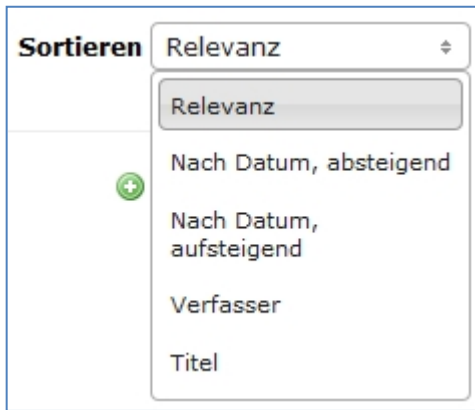 Sortieren Relevanz
Relevanz
Nach Datum, absteigend
Nach Datum,
aufsteigend
Verfasser
Titel